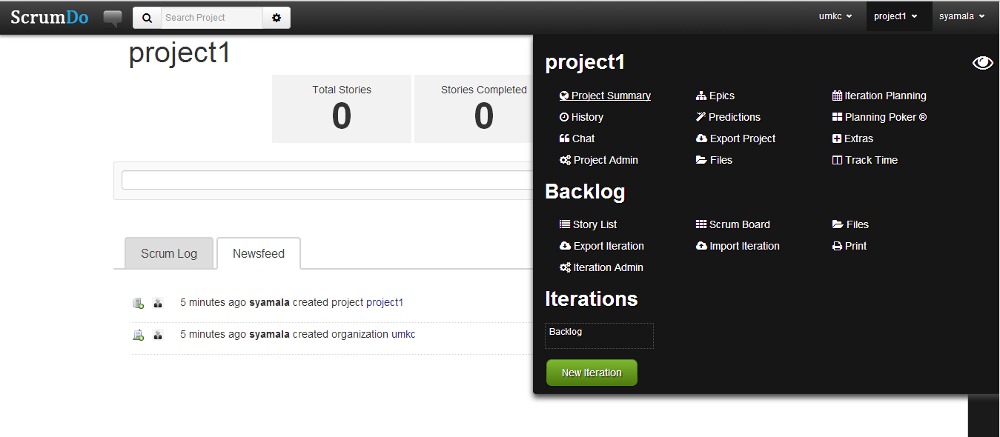 ScrumDo Search Project umkc project1 syamala
project1
Total Stories Stories Completed
0 0
Scrum Log Newsfeed
5 minutes ago syamala created project project1
5 minutes ago syamala created organization umkc
project1
Project Summary Epics Iteration Planning
History Predictions Planning Poker ®
Chat Export Project Extras
Project Admin Files Track Time
Backlog
Story List Scrum Board Files
Export Iteration Import Iteration Print
Iteration Admin
Iterations
Backlog
New Iteration